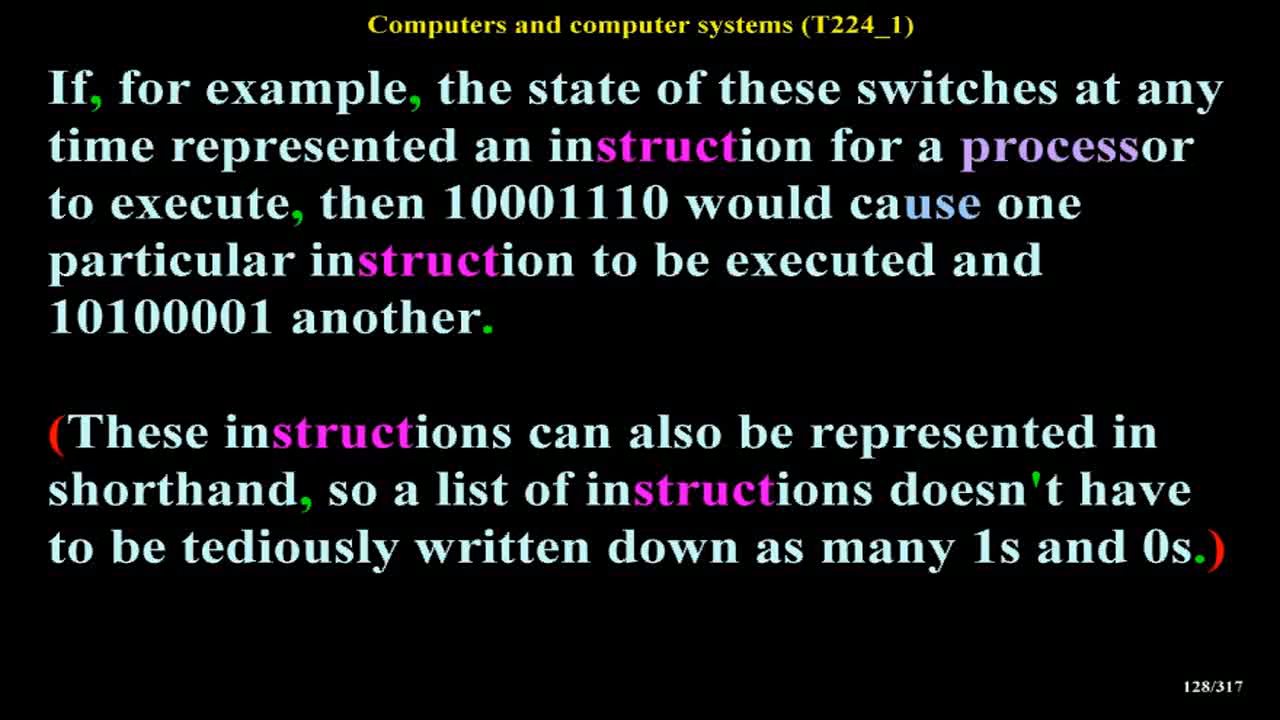 Computers and computer systems (T224_1)
If, for example, the state of these switches at any
time represented an instruction for a processor
to execute, then 10001110 would cause one
particular instruction to be executed and
10100001 another.
(These instructions can also be represented in
shorthand, so a list of instructions doesn't have
to be tediously written down as many 1s and 0s.)
128/317